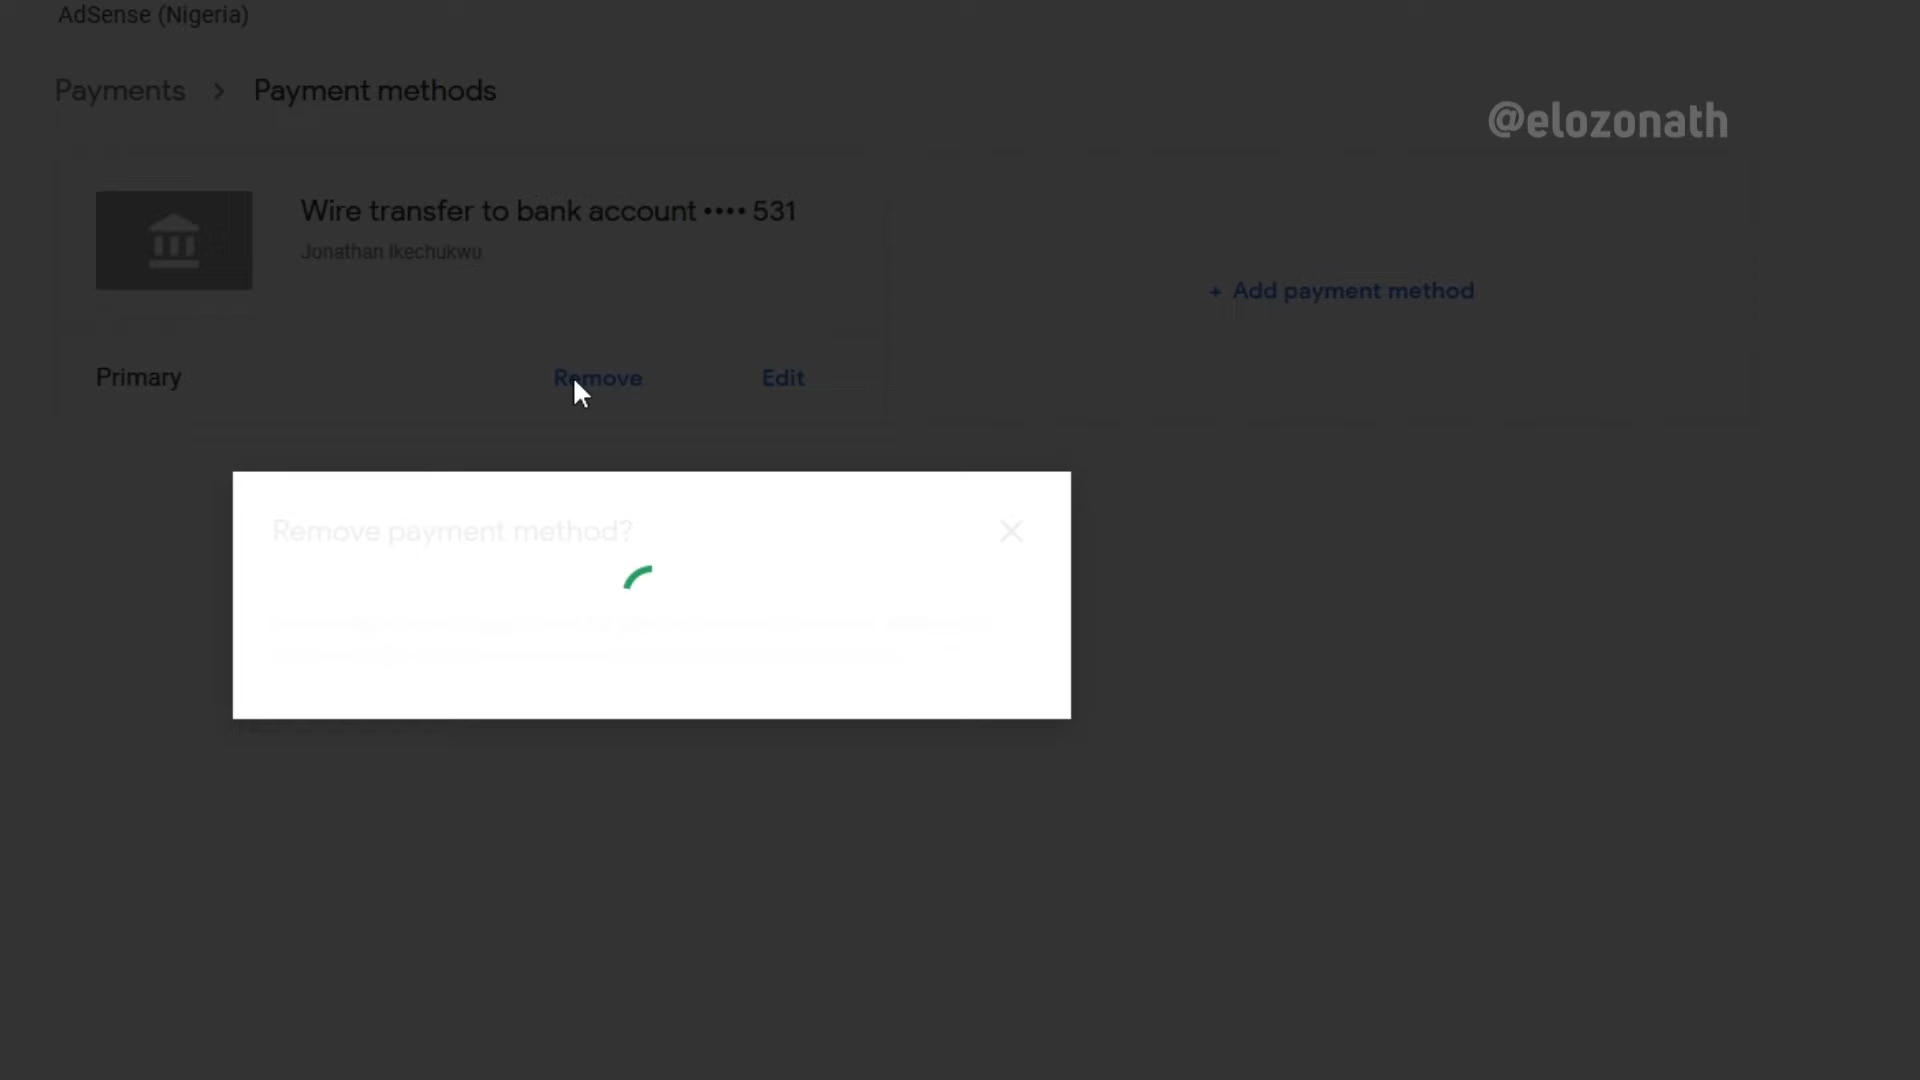 AdSense (Nigeria)
Payments > Payment methods
@elozonath
Wire transfer to bank account •••• 531
Jonathan Ikechukwu
+ Add payment method
Primary
Remove
Edit
Remove payment method?